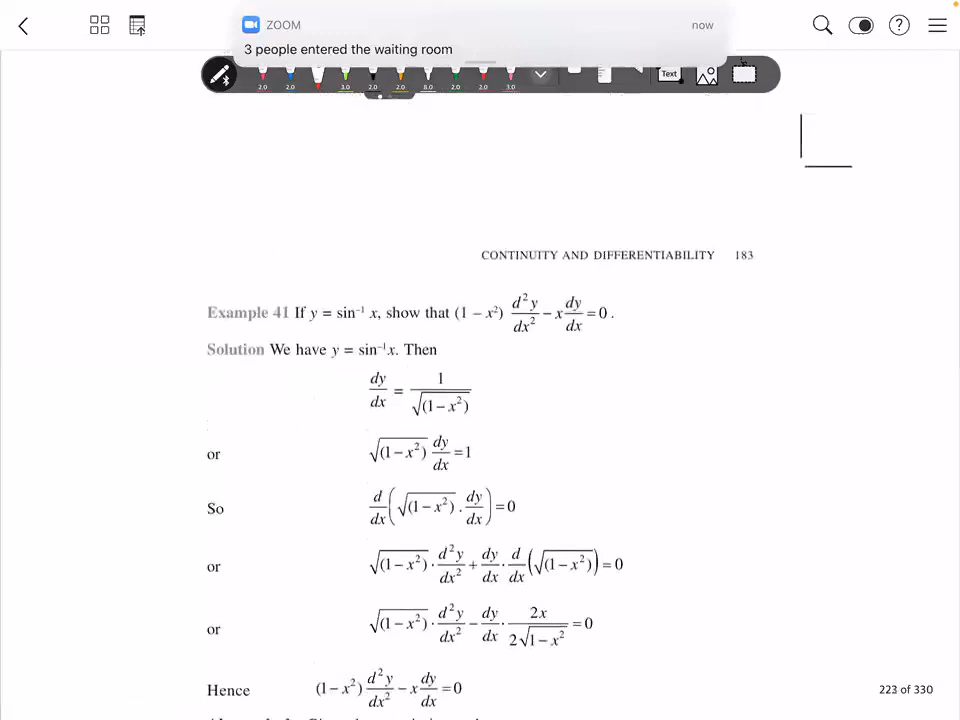 ZOOM now
3 people entered the waiting room
Text
2.0 2.0 3.0 2.0 2.0 8.0 2.0 2.0 3.0
CONTINUITY AND DIFFERENTIABILITY 183
Example 41 If y = sin⁻¹ x, show that (1 – x²) d²y/dx² − x dy/dx = 0 .
Solution We have y = sin⁻¹x. Then
dy/dx = 1/√(1−x²)
or √(1−x²) dy/dx = 1
So d/dx (√(1−x²) . dy/dx) = 0
or √(1−x²) · d²y/dx² + dy/dx · d/dx (√(1−x²)) = 0
or √(1−x²) · d²y/dx² − dy/dx · 2x/2√1−x² = 0
Hence (1−x²) d²y/dx² − x dy/dx = 0
223 of 330